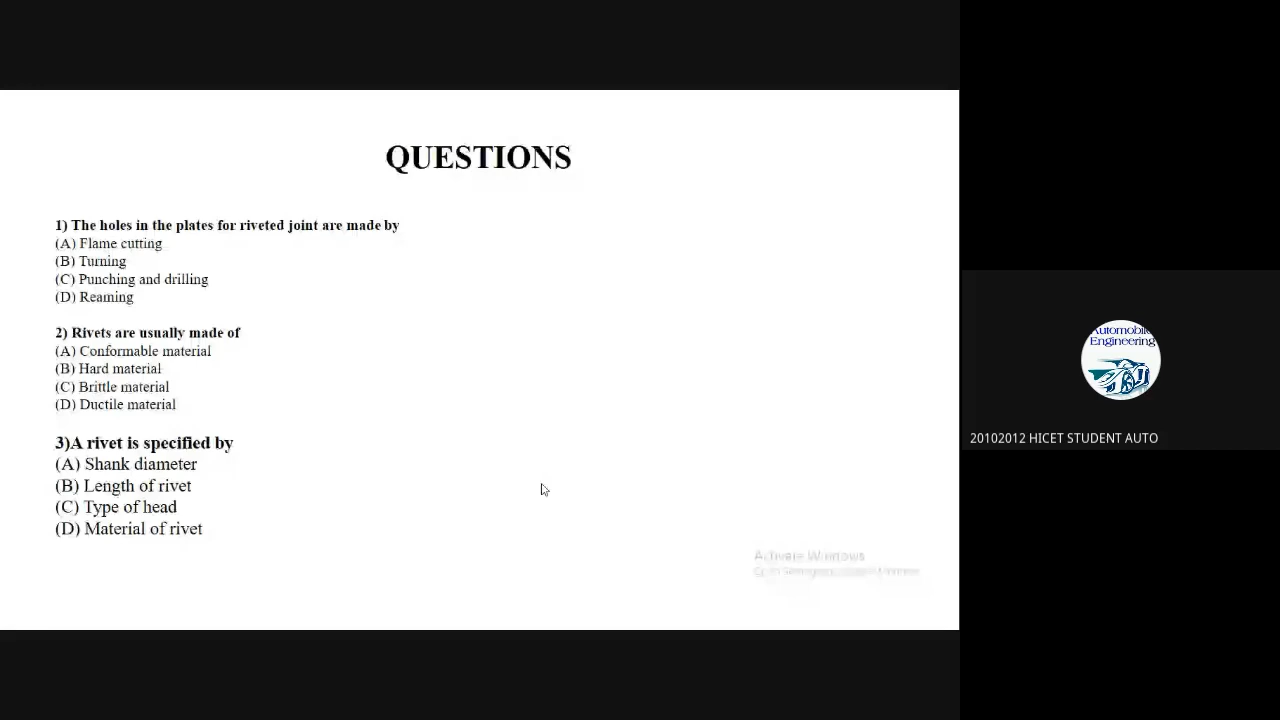 QUESTIONS
1) The holes in the plates for riveted joint are made by
(A) Flame cutting
(B) Turning
(C) Punching and drilling
(D) Reaming
2) Rivets are usually made of
(A) Conformable material
(B) Hard material
(C) Brittle material
(D) Ductile material
3)A rivet is specified by
(A) Shank diameter
(B) Length of rivet
(C) Type of head
(D) Material of rivet
Activate Windows
Automobile
Engineering
20102012 HICET STUDENT AUTO